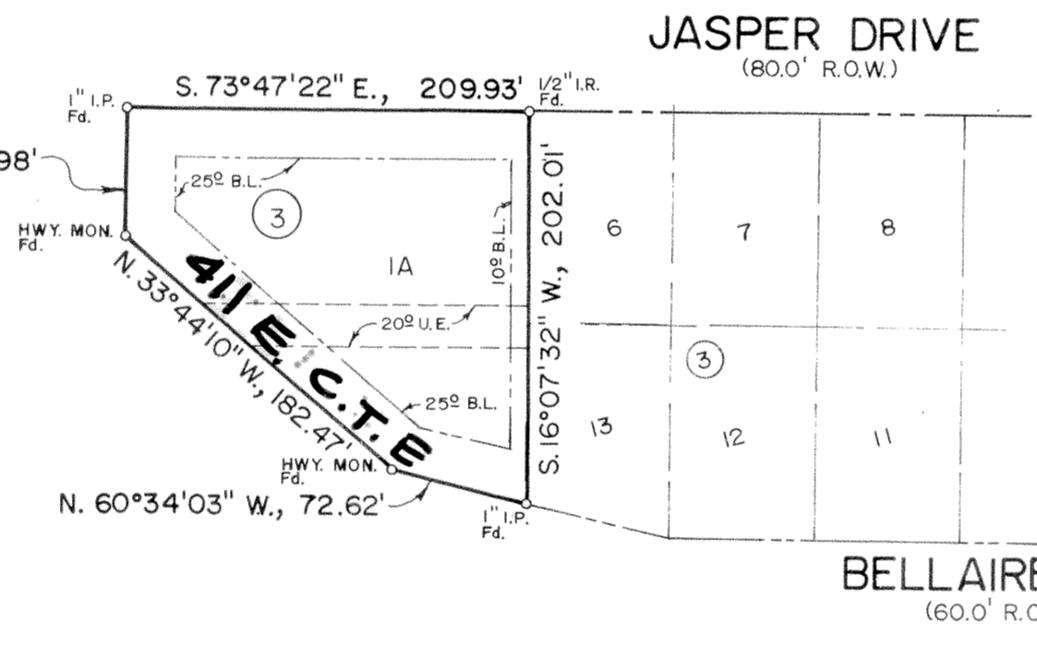 JASPER DRIVE
(80.0' R.O.W.)
S. 73°47'22" E., 209.93'
1/2" I.R.
Fd.
1" I.P.
Fd.
98'
HWY. MON.
Fd.
25º B.L.
3
10º B.L.
S. 16°07'32" W., 202.01'
6
7
8
1A
411 E. C.T. E
N. 33°44'10" W., 182.47'
20º U.E.
3
25º B.L.
13
12
11
HWY. MON.
Fd.
N. 60°34'03" W., 72.62'
1" I.P.
Fd.
BELLAIRE
(60.0' R.O